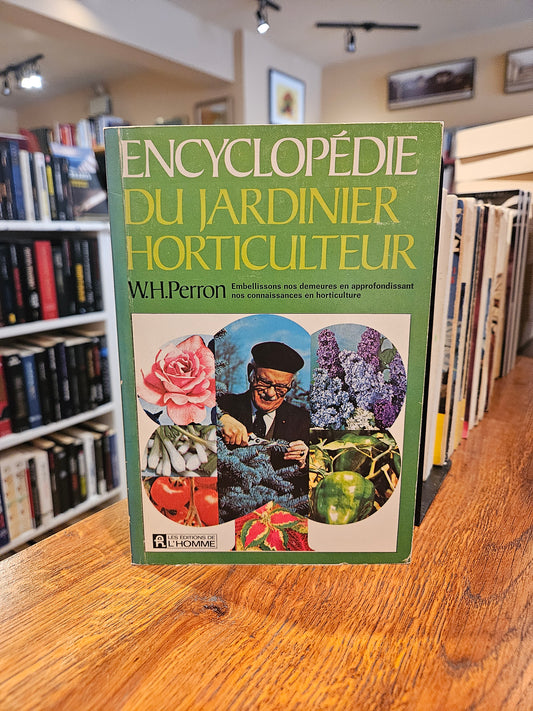 ENCYCLOPÉDIE
DU JARDINIER
HORTICULTEUR
W.H.Perron Embellissons nos demeures en approfondissant
nos connaissances en horticulture
LES ÉDITIONS DE
L'HOMME